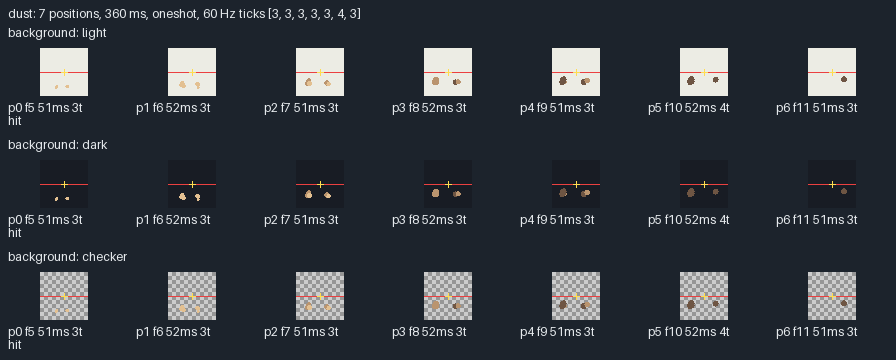 dust: 7 positions, 360 ms, oneshot, 60 Hz ticks [3, 3, 3, 3, 3, 4, 3]
background: light
p0 f5 51ms 3t p1 f6 52ms 3t p2 f7 51ms 3t p3 f8 52ms 3t p4 f9 51ms 3t p5 f10 52ms 4t p6 f11 51ms 3t
hit
background: dark
p0 f5 51ms 3t p1 f6 52ms 3t p2 f7 51ms 3t p3 f8 52ms 3t p4 f9 51ms 3t p5 f10 52ms 4t p6 f11 51ms 3t
hit
background: checker
p0 f5 51ms 3t p1 f6 52ms 3t p2 f7 51ms 3t p3 f8 52ms 3t p4 f9 51ms 3t p5 f10 52ms 4t p6 f11 51ms 3t
hit